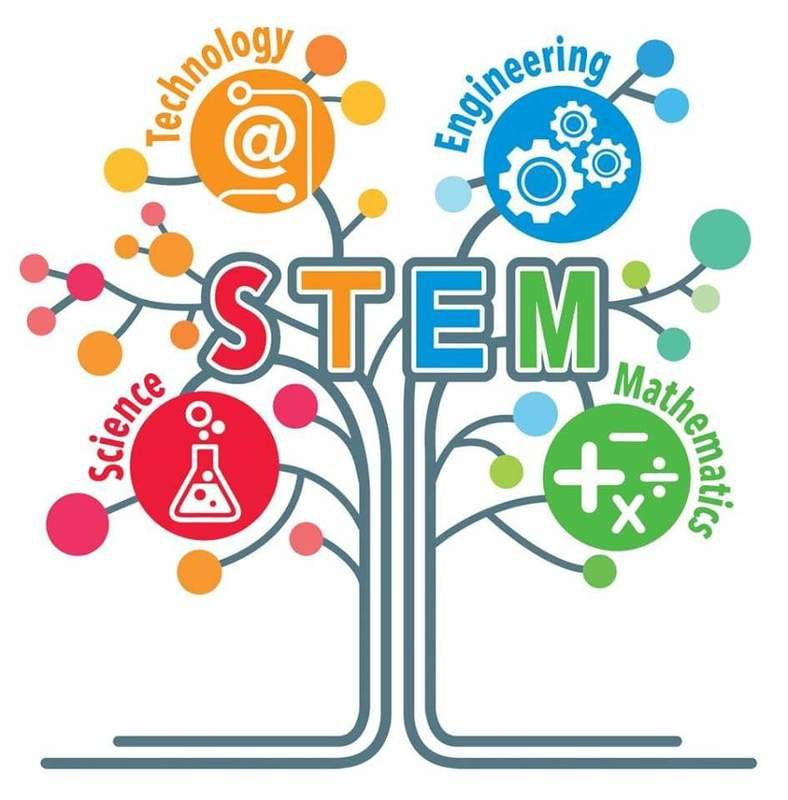 Technology
Engineering
@
STEM
Science
Mathematics
+ − ÷ x